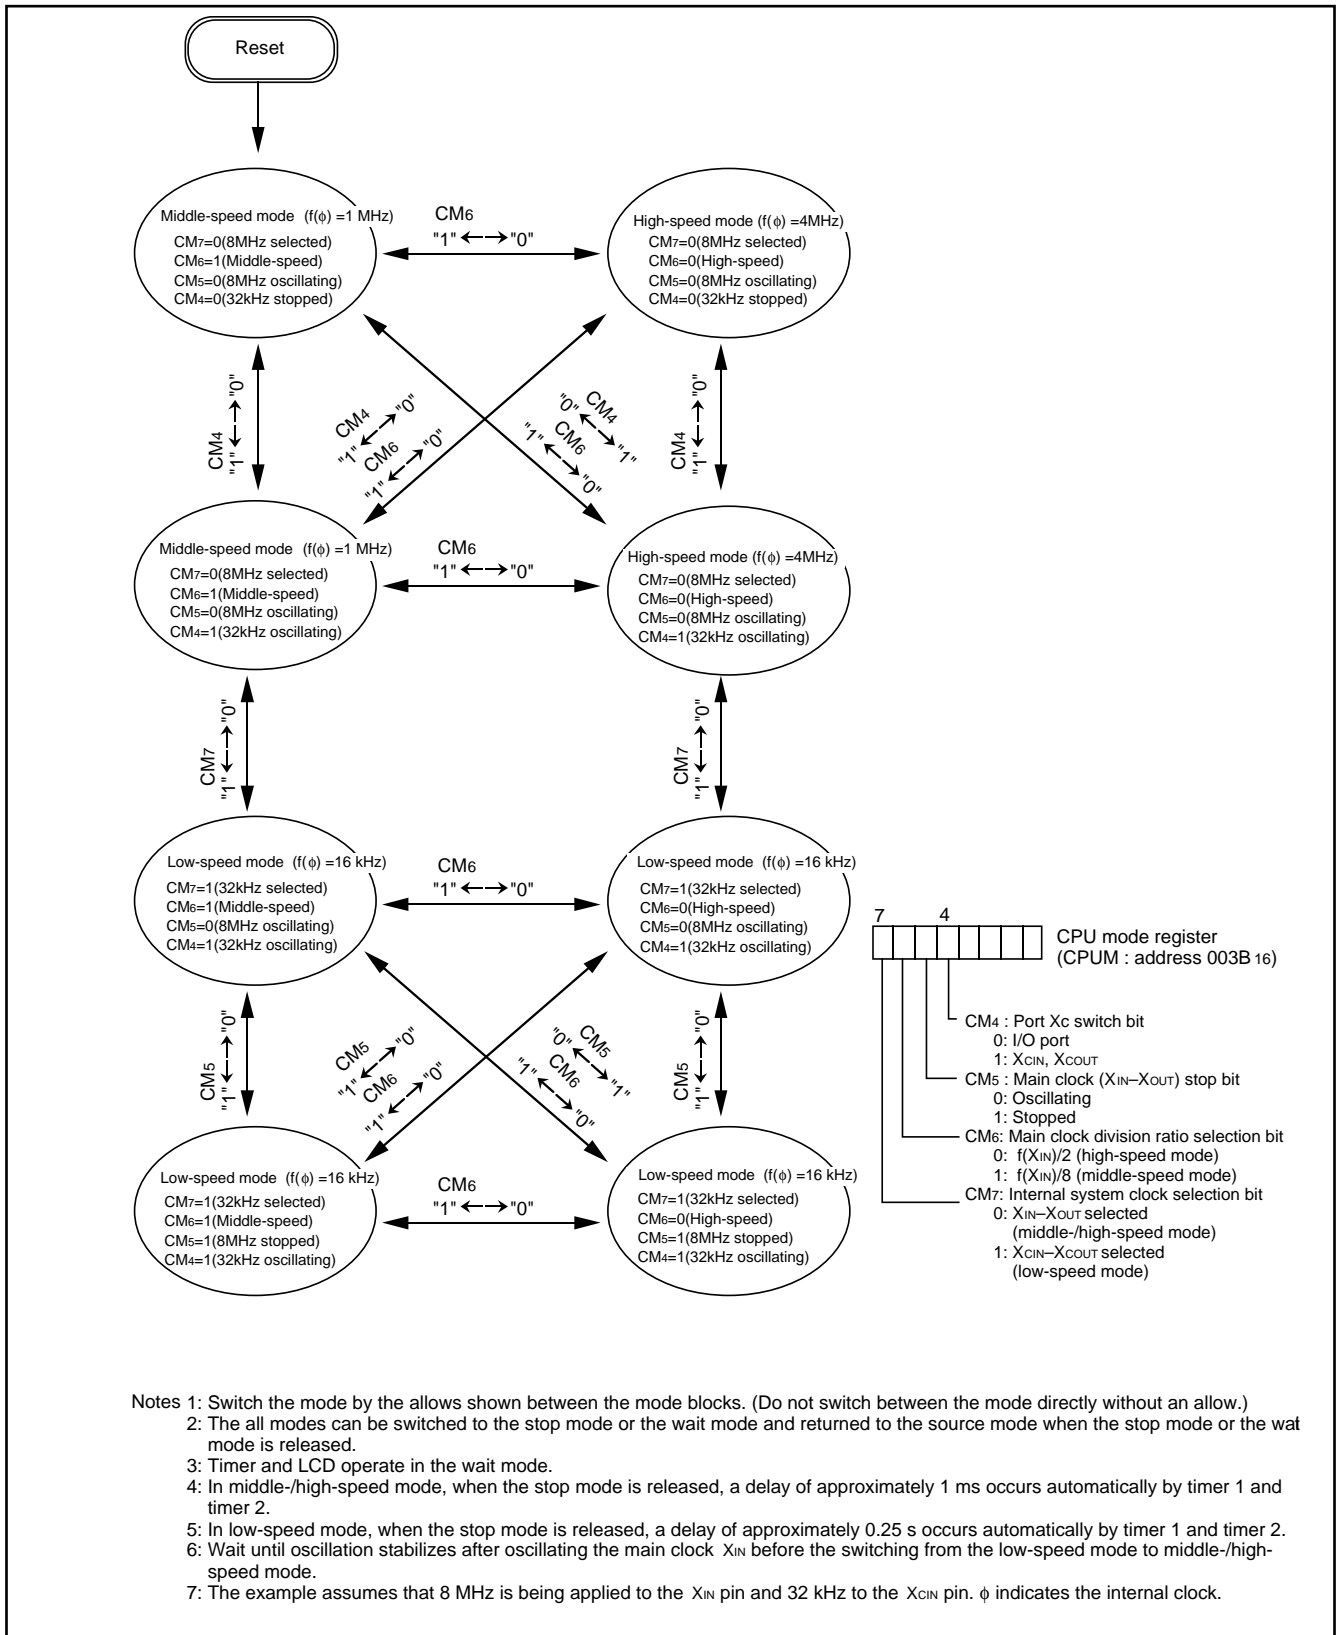 Reset
Middle-speed mode (f(φ) =1 MHz)
CM7=0(8MHz selected)
CM6=1(Middle-speed)
CM5=0(8MHz oscillating)
CM4=0(32kHz stopped)
CM6
"1" ←→ "0"
High-speed mode (f(φ) =4MHz)
CM7=0(8MHz selected)
CM6=0(High-speed)
CM5=0(8MHz oscillating)
CM4=0(32kHz stopped)
CM4
"1" ←→ "0"
CM4
"1" ←→ "0"
CM6
"1" ←→ "0"
CM4
"0" ←→ "1"
CM6
"1" ←→ "0"
CM4
"1" ←→ "0"
Middle-speed mode (f(φ) =1 MHz)
CM7=0(8MHz selected)
CM6=1(Middle-speed)
CM5=0(8MHz oscillating)
CM4=1(32kHz oscillating)
CM6
"1" ←→ "0"
High-speed mode (f(φ) =4MHz)
CM7=0(8MHz selected)
CM6=0(High-speed)
CM5=0(8MHz oscillating)
CM4=1(32kHz oscillating)
CM7
"1" ←→ "0"
CM7
"1" ←→ "0"
Low-speed mode (f(φ) =16 kHz)
CM7=1(32kHz selected)
CM6=1(Middle-speed)
CM5=0(8MHz oscillating)
CM4=1(32kHz oscillating)
CM6
"1" ←→ "0"
Low-speed mode (f(φ) =16 kHz)
CM7=1(32kHz selected)
CM6=0(High-speed)
CM5=0(8MHz oscillating)
CM4=1(32kHz oscillating)
CM5
"1" ←→ "0"
CM5
"1" ←→ "0"
CM6
"1" ←→ "0"
CM5
"0" ←→ "1"
CM6
"1" ←→ "0"
CM5
"1" ←→ "0"
Low-speed mode (f(φ) =16 kHz)
CM7=1(32kHz selected)
CM6=1(Middle-speed)
CM5=1(8MHz stopped)
CM4=1(32kHz oscillating)
CM6
"1" ←→ "0"
Low-speed mode (f(φ) =16 kHz)
CM7=1(32kHz selected)
CM6=0(High-speed)
CM5=1(8MHz stopped)
CM4=1(32kHz oscillating)
7 4
CPU mode register
(CPUM : address 003B16)
CM4 : Port Xc switch bit
0: I/O port
1: XCIN, XCOUT
CM5 : Main clock (XIN–XOUT) stop bit
0: Oscillating
1: Stopped
CM6: Main clock division ratio selection bit
0: f(XIN)/2 (high-speed mode)
1: f(XIN)/8 (middle-speed mode)
CM7: Internal system clock selection bit
0: XIN–XOUT selected
(middle-/high-speed mode)
1: XCIN–XCOUT selected
(low-speed mode)
Notes 1: Switch the mode by the allows shown between the mode blocks. (Do not switch between the mode directly without an allow.)
2: The all modes can be switched to the stop mode or the wait mode and returned to the source mode when the stop mode or the wait
mode is released.
3: Timer and LCD operate in the wait mode.
4: In middle-/high-speed mode, when the stop mode is released, a delay of approximately 1 ms occurs automatically by timer 1 and
timer 2.
5: In low-speed mode, when the stop mode is released, a delay of approximately 0.25 s occurs automatically by timer 1 and timer 2.
6: Wait until oscillation stabilizes after oscillating the main clock XIN before the switching from the low-speed mode to middle-/high-
speed mode.
7: The example assumes that 8 MHz is being applied to the XIN pin and 32 kHz to the XCIN pin. φ indicates the internal clock.